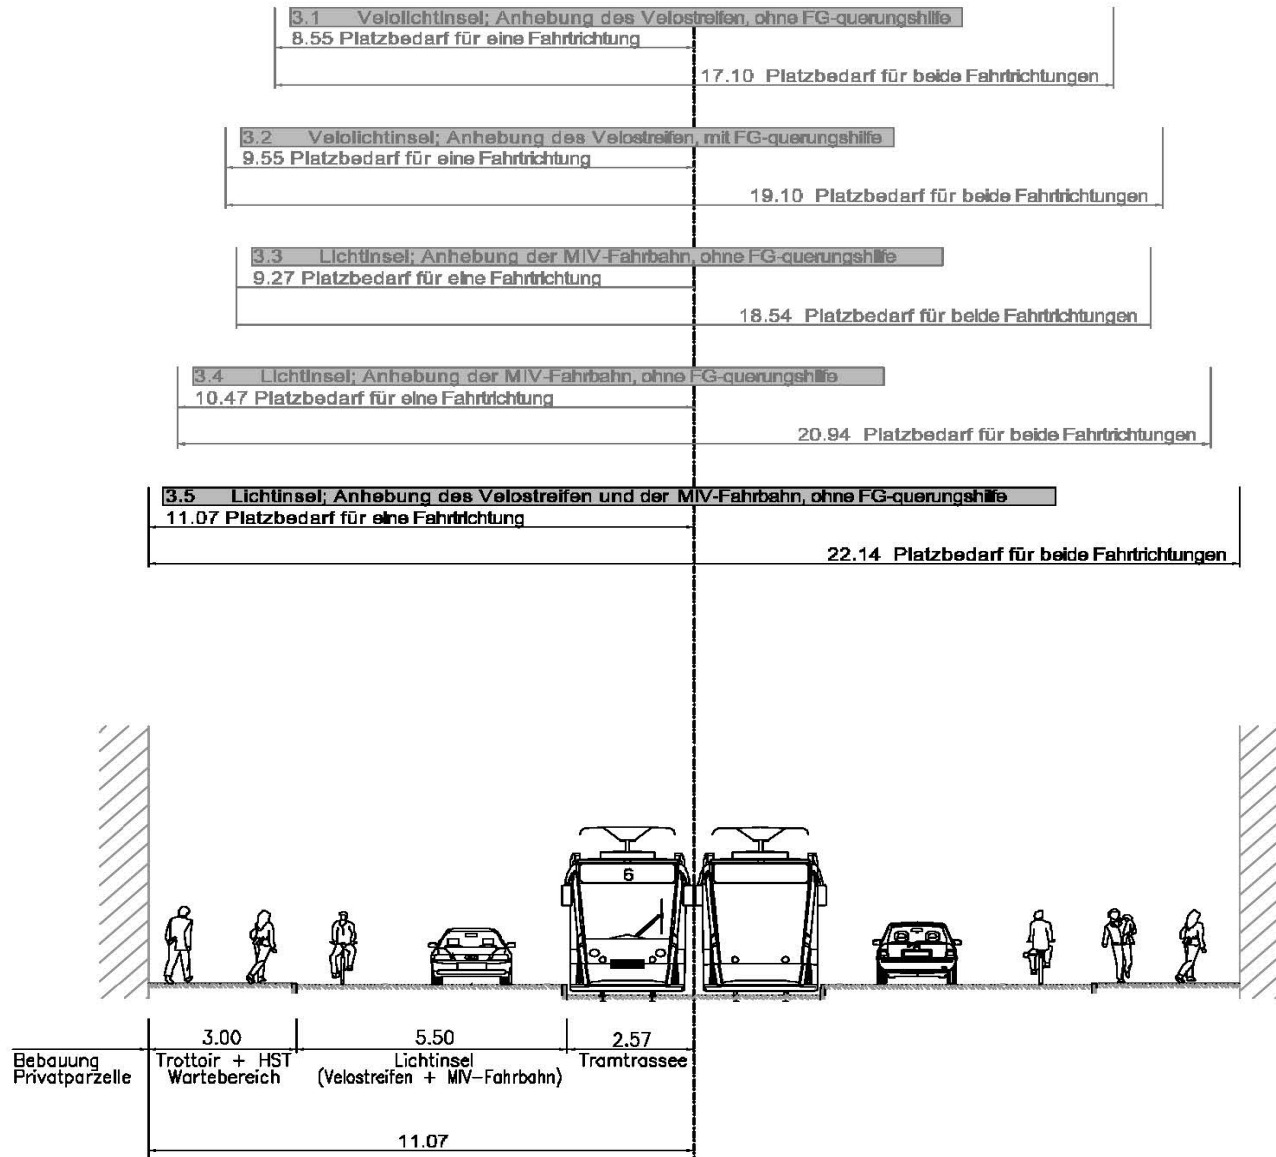 3.1 Velolichtinsel; Anhebung des Velostreifen, ohne FG-querungshilfe
8.55 Platzbedarf für eine Fahrtrichtung
17.10 Platzbedarf für beide Fahrtrichtungen
3.2 Velolichtinsel; Anhebung des Velostreifen, mit FG-querungshilfe
9.55 Platzbedarf für eine Fahrtrichtung
19.10 Platzbedarf für beide Fahrtrichtungen
3.3 Lichtinsel; Anhebung der MIV-Fahrbahn, ohne FG-querungshilfe
9.27 Platzbedarf für eine Fahrtrichtung
18.54 Platzbedarf für beide Fahrtrichtungen
3.4 Lichtinsel; Anhebung der MIV-Fahrbahn, ohne FG-querungshilfe
10.47 Platzbedarf für eine Fahrtrichtung
20.94 Platzbedarf für beide Fahrtrichtungen
3.5 Lichtinsel; Anhebung des Velostreifen und der MIV-Fahrbahn, ohne FG-querungshilfe
11.07 Platzbedarf für eine Fahrtrichtung
22.14 Platzbedarf für beide Fahrtrichtungen
6
3.00 5.50 2.57
Bebauung Trottoir + HST Lichtinsel Tramtrassee
Privatparzelle Wartebereich (Velostreifen + MIV-Fahrbahn)
11.07